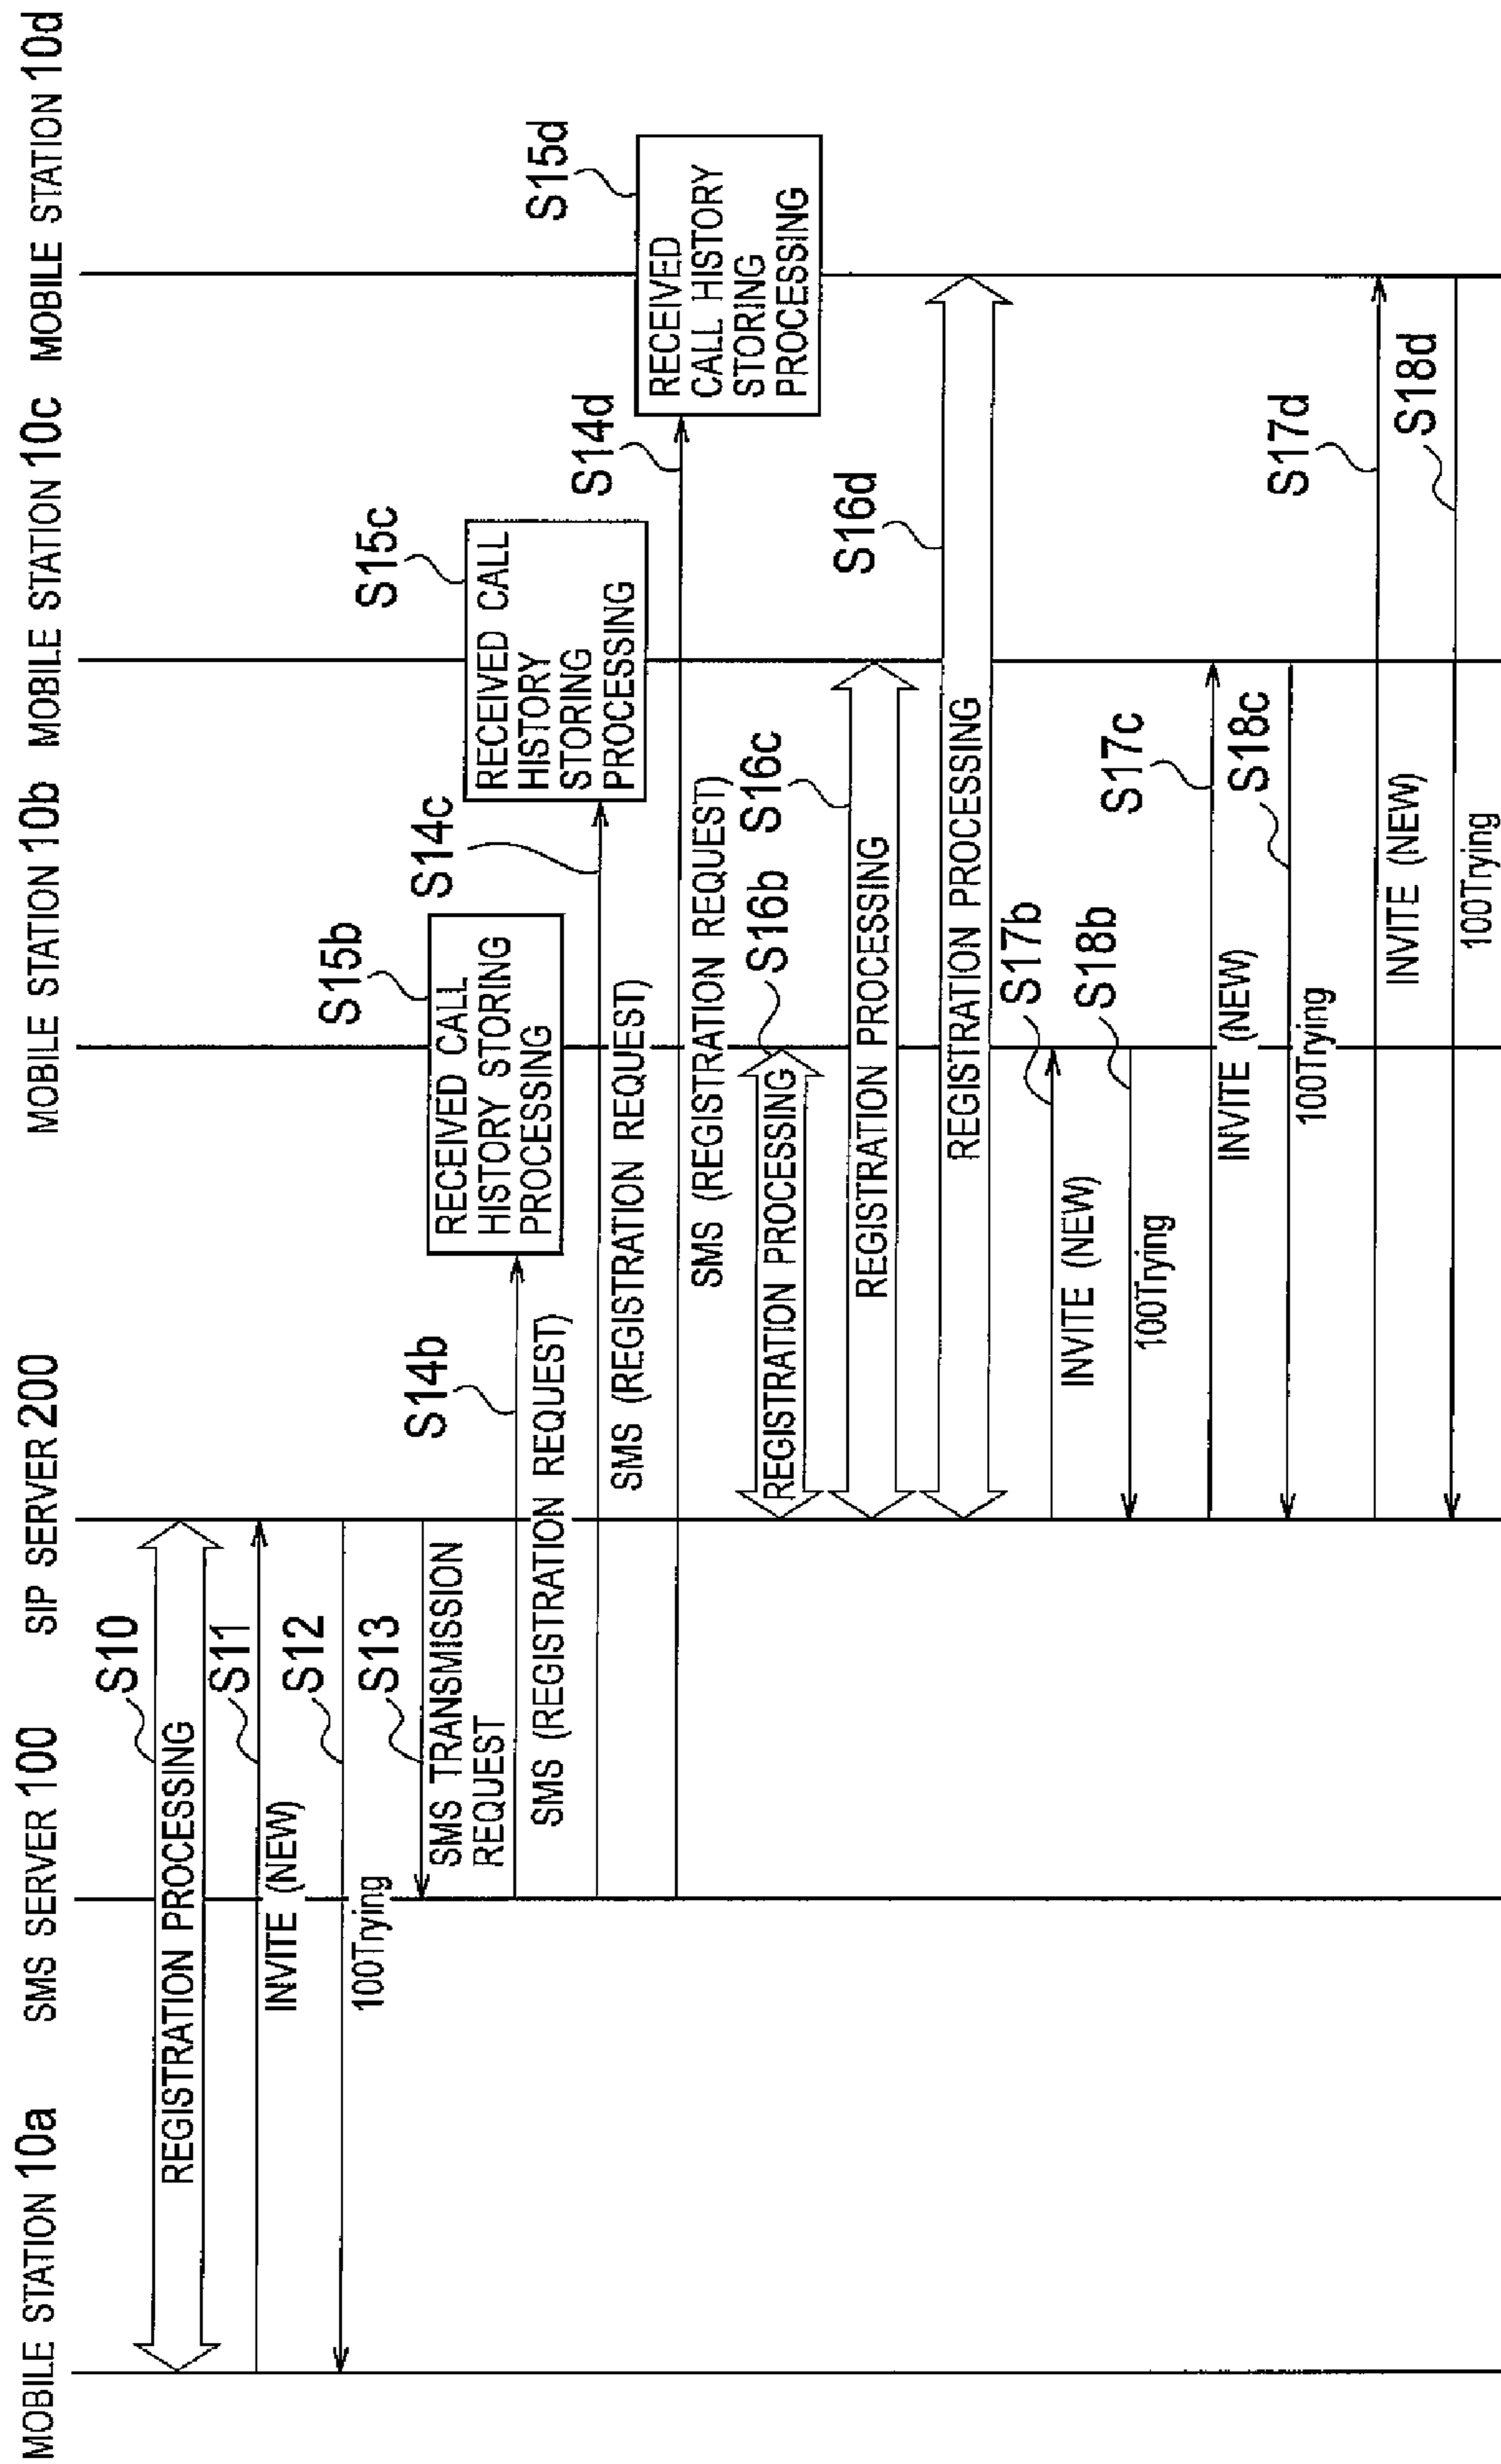 MOBILE STATION 10a
SMS SERVER 100
SIP SERVER 200
MOBILE STATION 10b
MOBILE STATION 10c
MOBILE STATION 10d
S10
REGISTRATION PROCESSING
S11
INVITE (NEW)
S12
100Trying
S13
SMS TRANSMISSION
REQUEST
S14b
SMS (REGISTRATION REQUEST)
S15b
RECEIVED CALL
HISTORY STORING
PROCESSING
S14c
SMS (REGISTRATION REQUEST)
S15c
RECEIVED CALL
HISTORY
STORING
PROCESSING
S14d
SMS (REGISTRATION REQUEST)
S15d
RECEIVED
CALL HISTORY
STORING
PROCESSING
S16b
REGISTRATION PROCESSING
S16c
REGISTRATION PROCESSING
S16d
REGISTRATION PROCESSING
S17b
INVITE (NEW)
S18b
100Trying
S17c
INVITE (NEW)
S18c
100Trying
S17d
INVITE (NEW)
S18d
100Trying